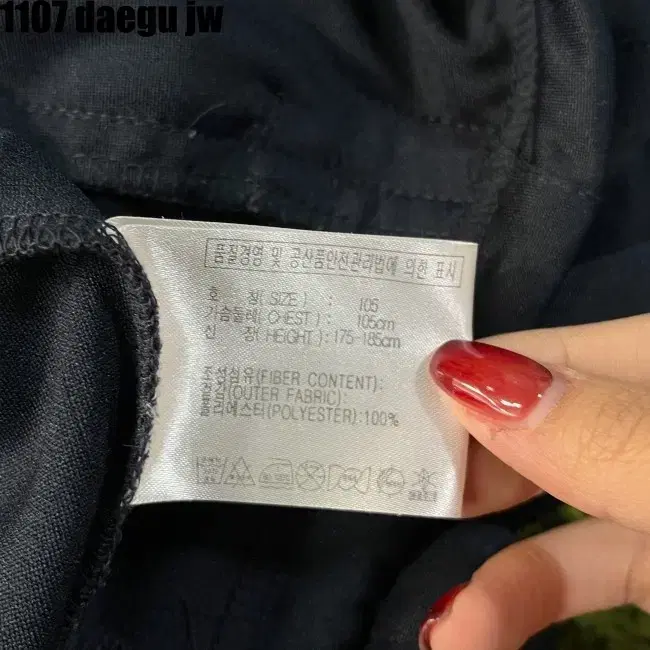 1107 daegu jw
품질경영 및 공산품안전관리법에 의한 표시
호 칭(SIZE) : 105
가슴둘레(CHEST) : 105cm
신 장(HEIGHT) : 175-185cm
조성섬유(FIBER CONTENT):
겉감(OUTER FABRIC):
폴리에스터(POLYESTER):100%